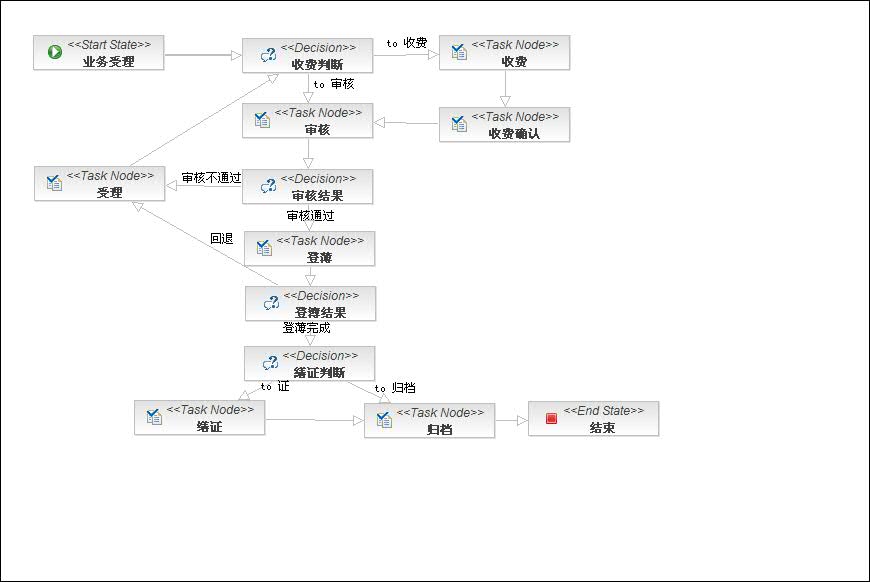 <<Start State>>
业务受理
<<Decision>>
收费判断
to 收费
<<Task Node>>
收费
to 审核
<<Task Node>>
审核
<<Task Node>>
收费确认
<<Task Node>>
受理
审核不通过
<<Decision>>
审核结果
审核通过
回退
<<Task Node>>
登薄
<<Decision>>
登簿结果
登薄完成
<<Decision>>
缮证判断
to 证
to 归档
<<Task Node>>
缮证
<<Task Node>>
归档
<<End State>>
结束